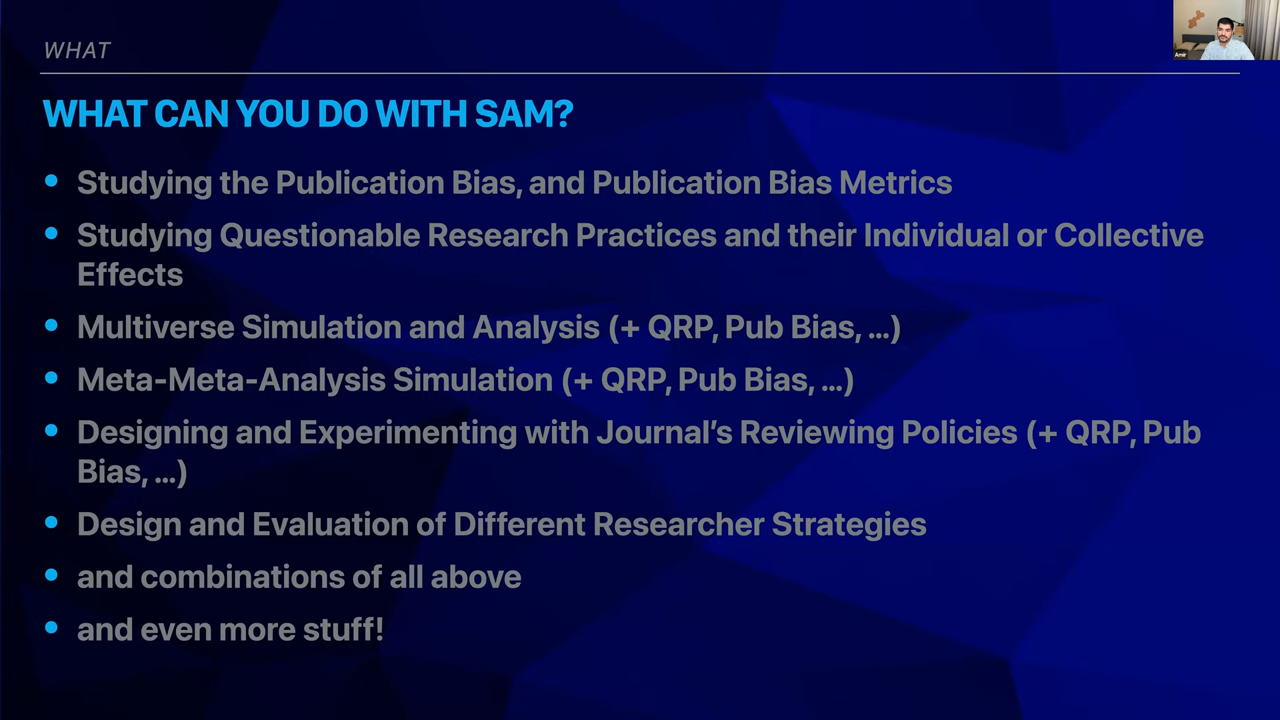 WHAT
Amir
WHAT CAN YOU DO WITH SAM?
• Studying the Publication Bias, and Publication Bias Metrics
• Studying Questionable Research Practices and their Individual or Collective
Effects
• Multiverse Simulation and Analysis (+ QRP, Pub Bias, …)
• Meta-Meta-Analysis Simulation (+ QRP, Pub Bias, …)
• Designing and Experimenting with Journal’s Reviewing Policies (+ QRP, Pub
Bias, …)
• Design and Evaluation of Different Researcher Strategies
• and combinations of all above
• and even more stuff!